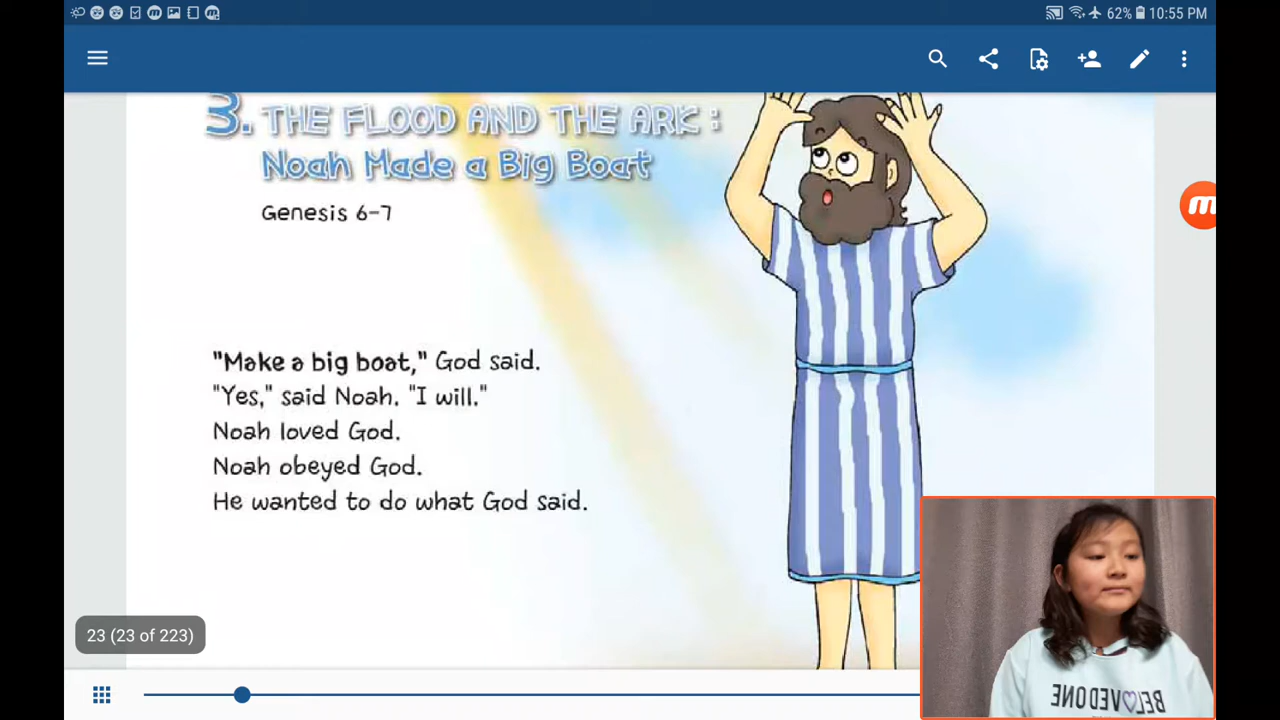 62% 10:55 PM
3. THE FLOOD AND THE ARK :
Noah Made a Big Boat
Genesis 6-7
"Make a big boat," God said.
"Yes," said Noah. "I will."
Noah loved God.
Noah obeyed God.
He wanted to do what God said.
23 (23 of 223)
BELOVEDONE